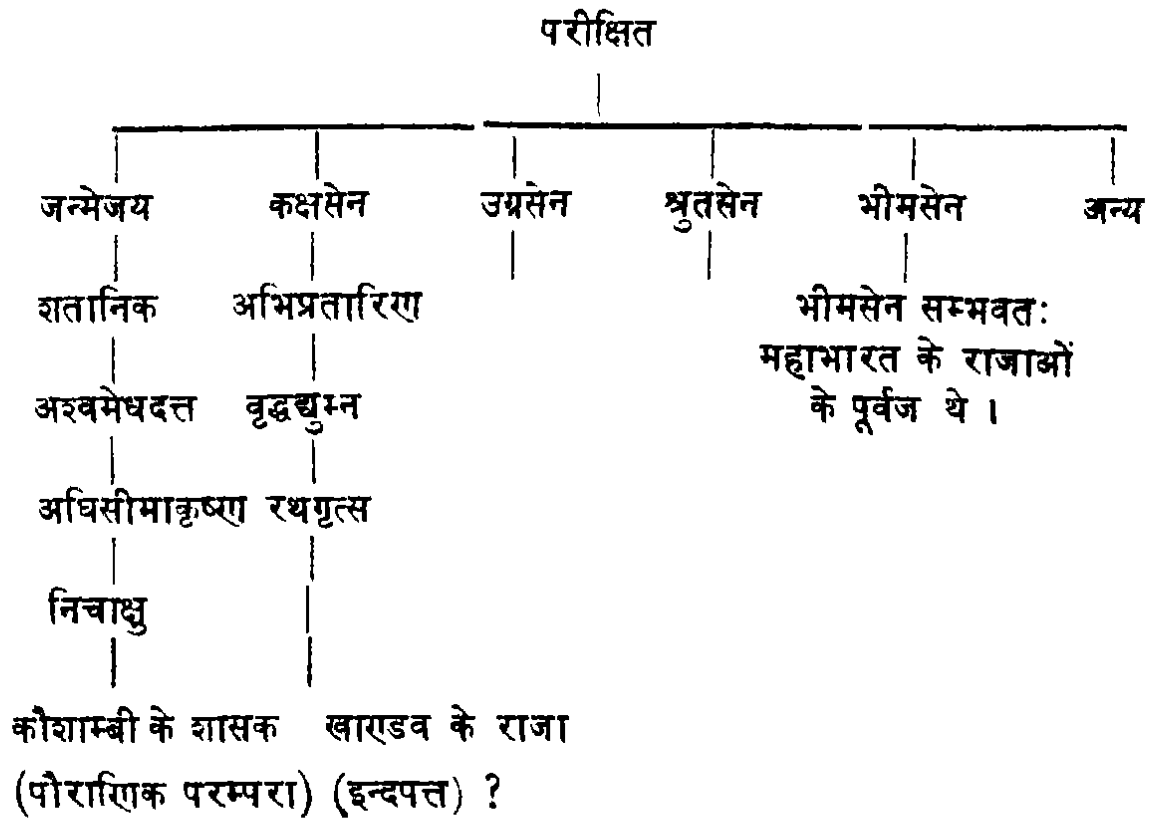 परीक्षित
जन्मेजय कक्षसेन उग्रसेन श्रुतसेन भीमसेन अन्य
शतानिक अभिप्रतारिण भीमसेन सम्भवतः
महाभारत के राजाओं
अश्वमेधदत्त वृद्धद्युम्न के पूर्वज थे ।
अघिसीमाकृष्ण रथगृत्स
निचाक्षु
कौशाम्बी के शासक खाण्डव के राजा
(पौराणिक परम्परा) (इन्दपत्त) ?